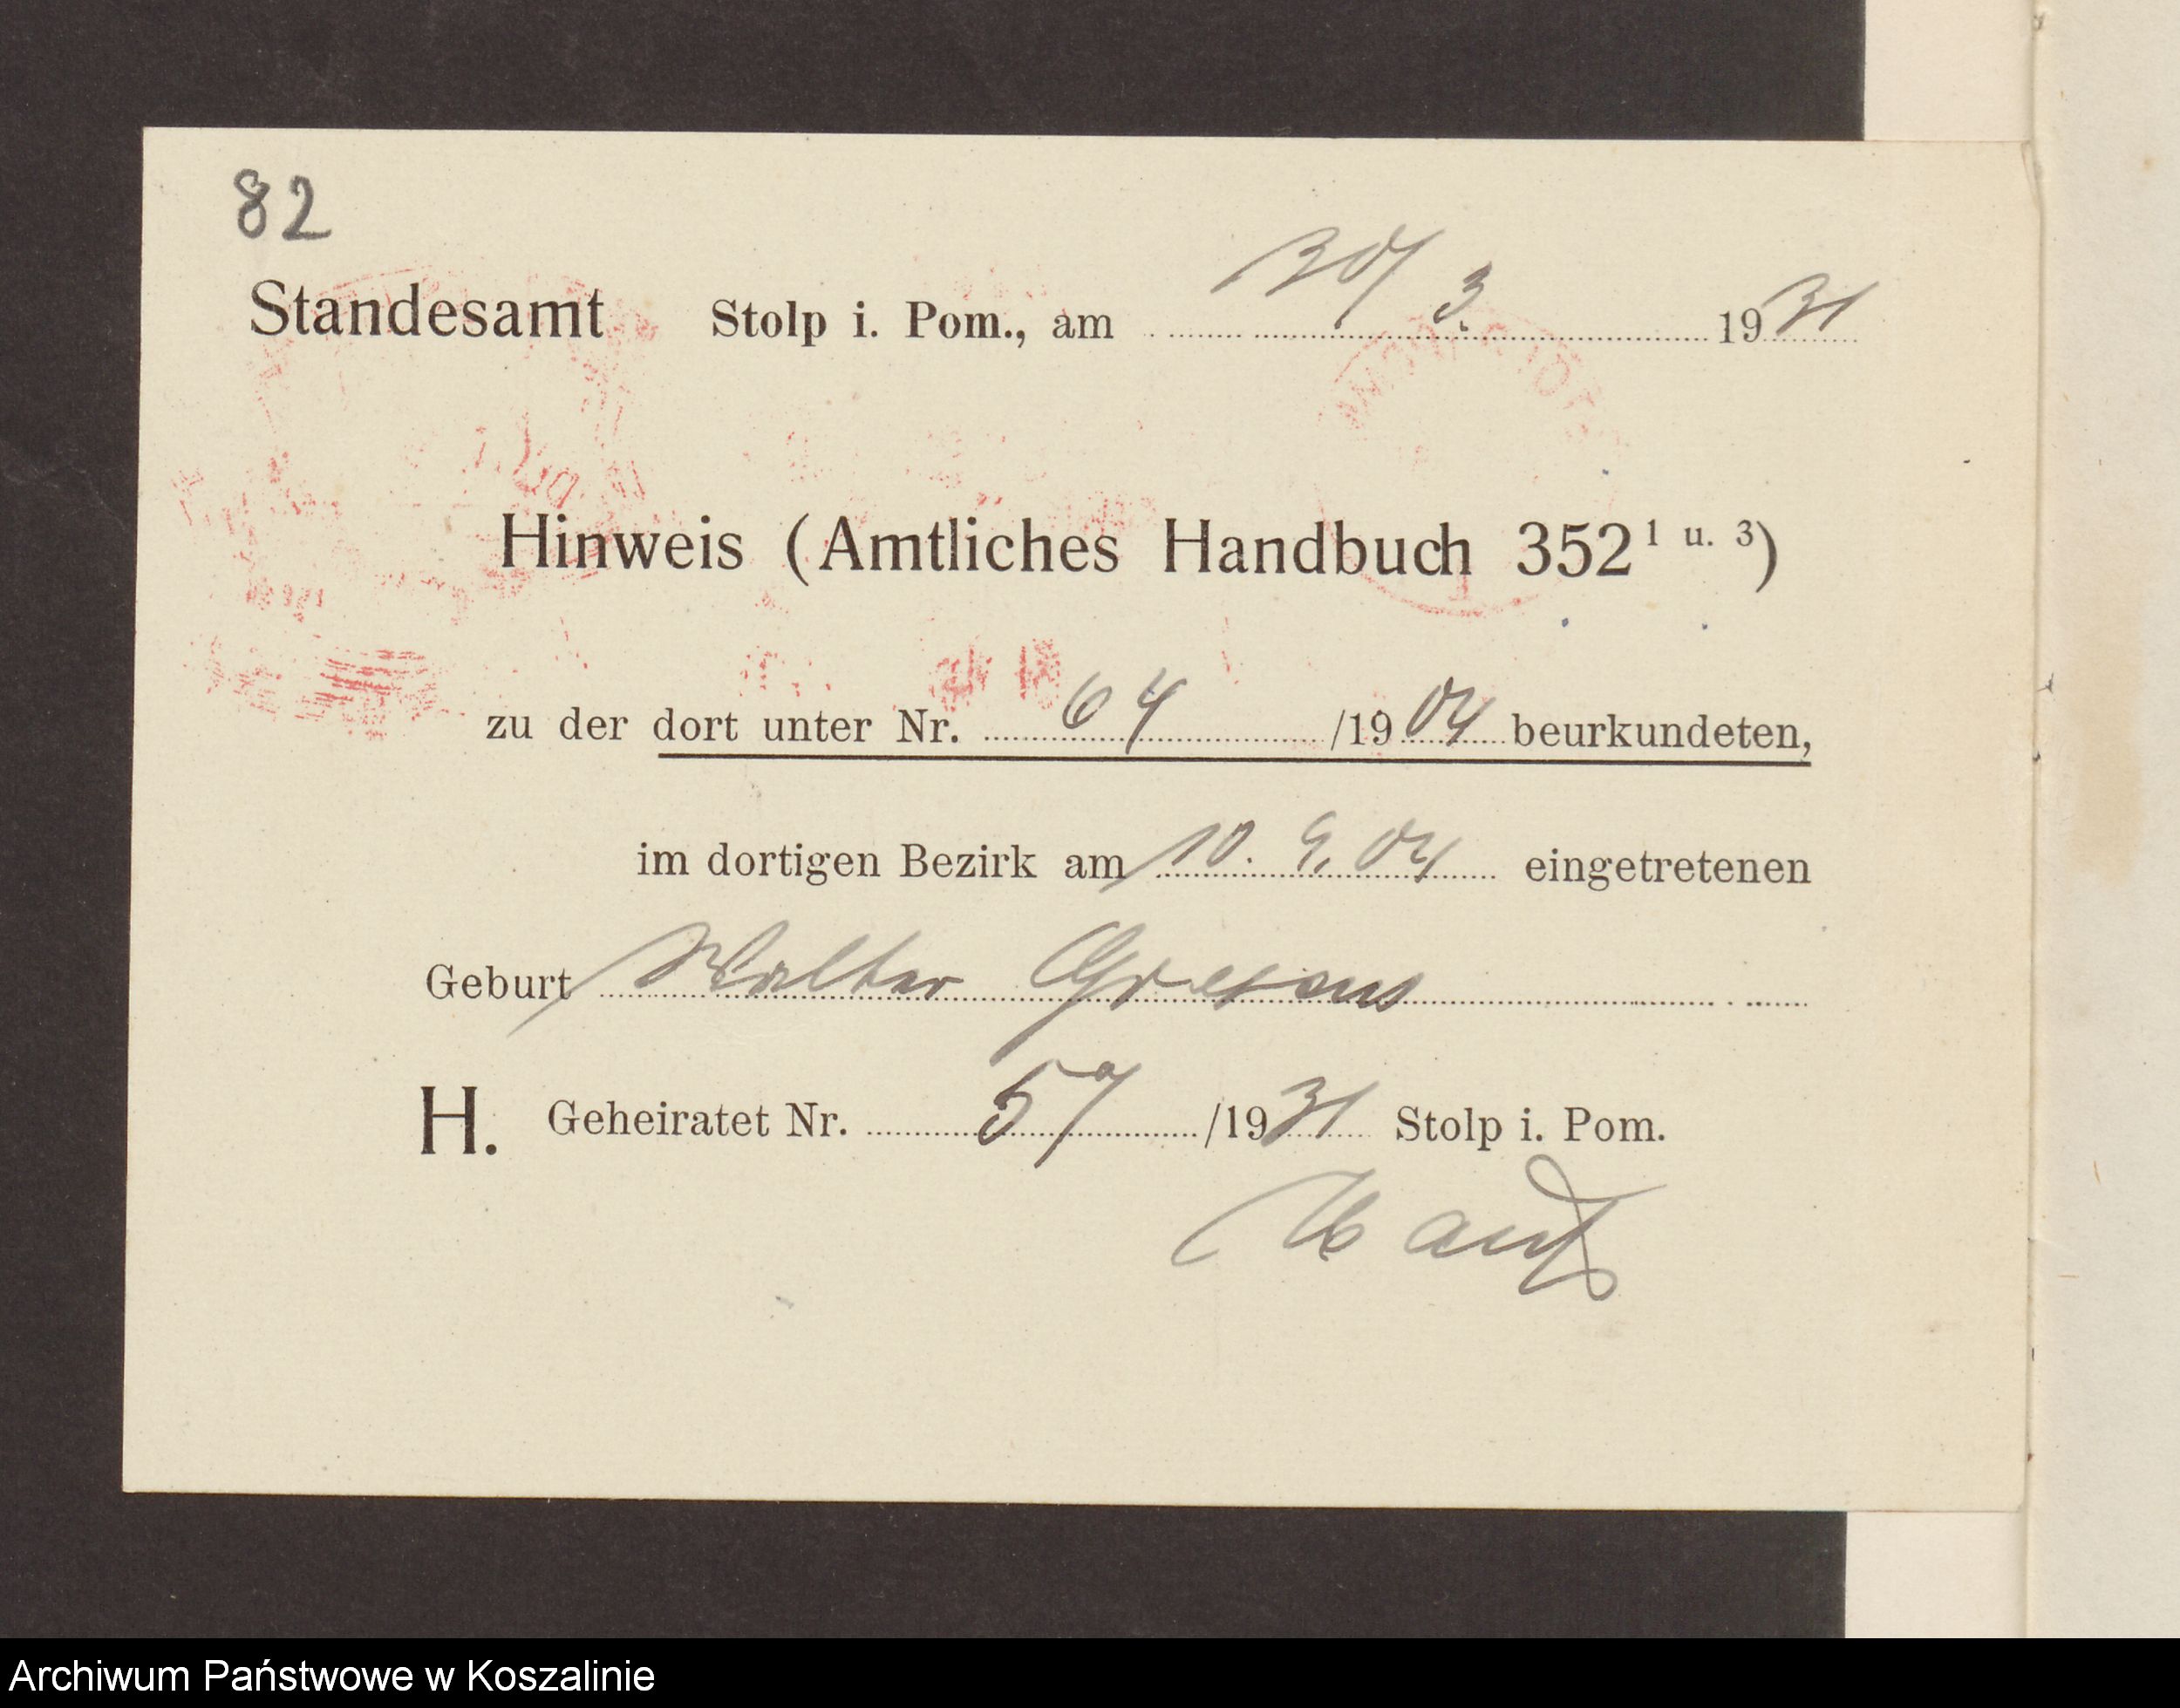 82
Standesamt Stolp i. Pom., am 30/3. 1931
Hinweis (Amtliches Handbuch 352 1 u. 3)
zu der dort unter Nr. 64 /1904 beurkundeten,
im dortigen Bezirk am 10. 9. 04 eingetretenen
Geburt Walter
H. Geheiratet Nr. /1931 Stolp i. Pom.
Archiwum Państwowe w Koszalinie